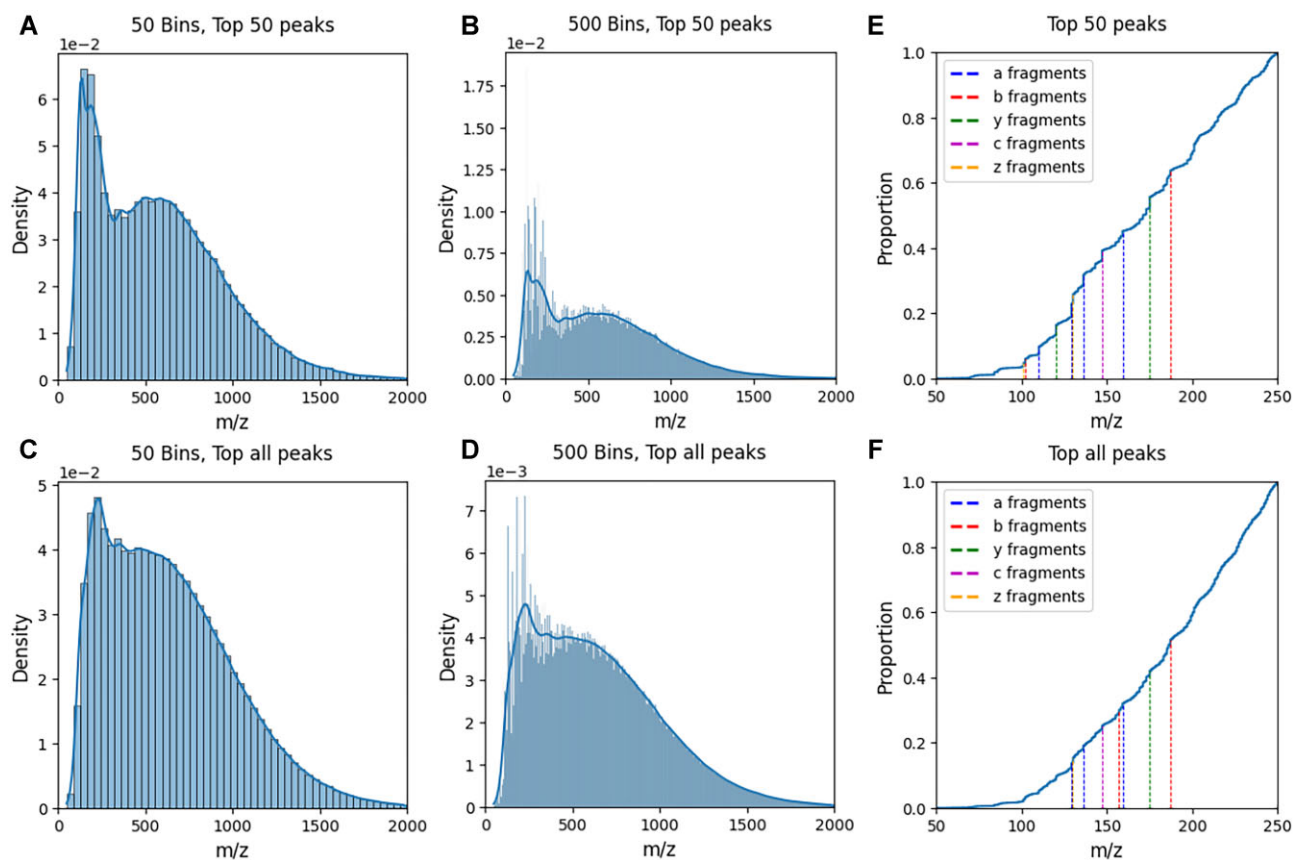 A
50 Bins, Top 50 peaks
1e−2
Density
6
5
4
3
2
1
0
0
500
1000
1500
2000
m/z
B
500 Bins, Top 50 peaks
1e−2
Density
1.75
1.50
1.25
1.00
0.75
0.50
0.25
0.00
0
500
1000
1500
2000
m/z
E
Top 50 peaks
Proportion
1.0
0.8
0.6
0.4
0.2
0.0
a fragments
b fragments
y fragments
c fragments
z fragments
50
100
150
200
250
m/z
C
50 Bins, Top all peaks
1e−2
Density
5
4
3
2
1
0
0
500
1000
1500
2000
m/z
D
500 Bins, Top all peaks
1e−3
Density
7
6
5
4
3
2
1
0
0
500
1000
1500
2000
m/z
F
Top all peaks
Proportion
1.0
0.8
0.6
0.4
0.2
0.0
a fragments
b fragments
y fragments
c fragments
z fragments
50
100
150
200
250
m/z